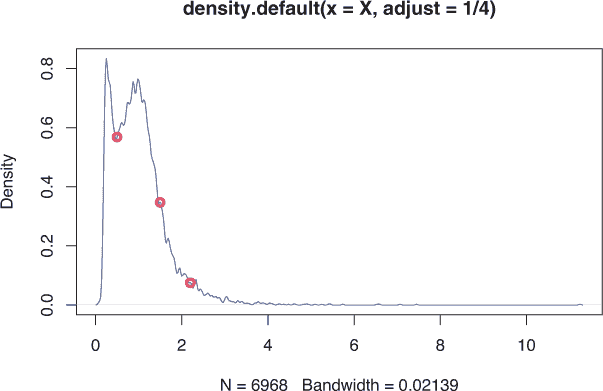 density.default(x = X, adjust = 1/4)
Density
0.8
0.6
0.4
0.2
0.0
0 2 4 6 8 10
N = 6968 Bandwidth = 0.02139